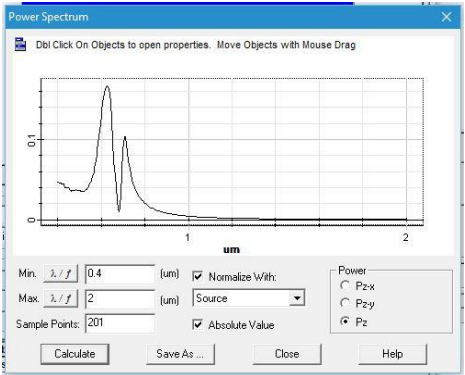 Power Spectrum
Dbl Click On Objects to open properties. Move Objects with Mouse Drag
0.1
0
1
2
um
Min. λ / f 0.4 (um) Normalize With:
Max. λ / f 2 (um) Source
Sample Points: 201 Absolute Value
Power
Pz-x
Pz-y
Pz
Calculate Save As ... Close Help